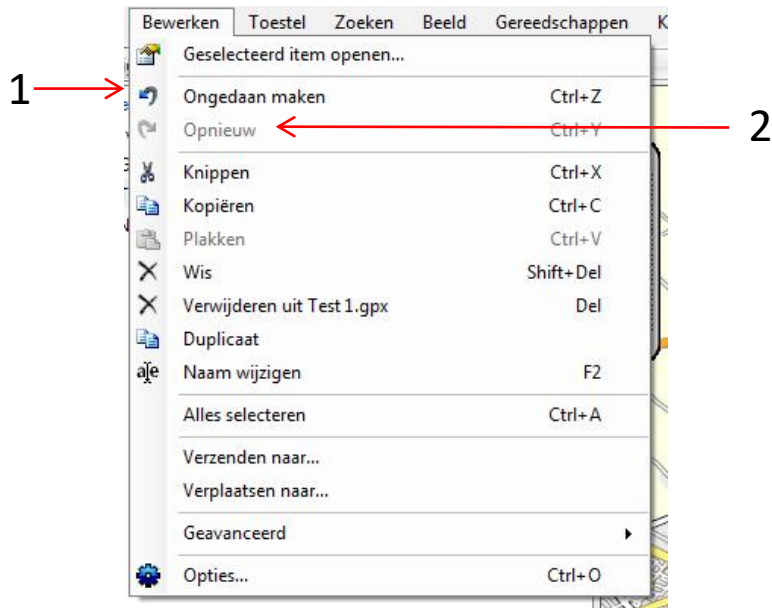 Bewerken Toestel Zoeken Beeld Gereedschappen K
Geselecteerd item openen...
1
Ongedaan maken Ctrl+Z
Opnieuw Ctrl+Y
2
Knippen Ctrl+X
Kopiëren Ctrl+C
Plakken Ctrl+V
Wis Shift+Del
Verwijderen uit Test 1.gpx Del
Duplicaat
Naam wijzigen F2
Alles selecteren Ctrl+A
Verzenden naar...
Verplaatsen naar...
Geavanceerd
Opties... Ctrl+O